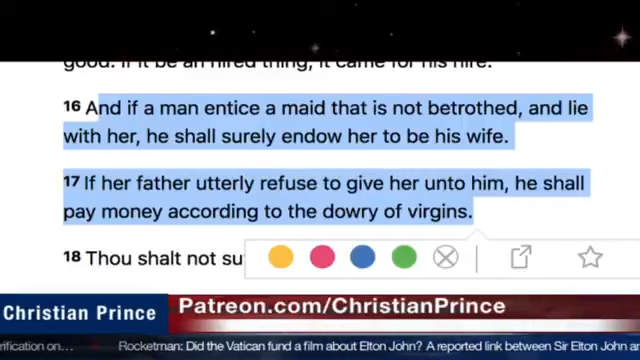 good. If it be an hired thing, it came for his hire.
16 And if a man entice a maid that is not betrothed, and lie
with her, he shall surely endow her to be his wife.
17 If her father utterly refuse to give her unto him, he shall
pay money according to the dowry of virgins.
18 Thou shalt not su
Christian Prince
Patreon.com/ChristianPrince
rification on... Rocketman: Did the Vatican fund a film about Elton John? A reported link between Sir Elton John an